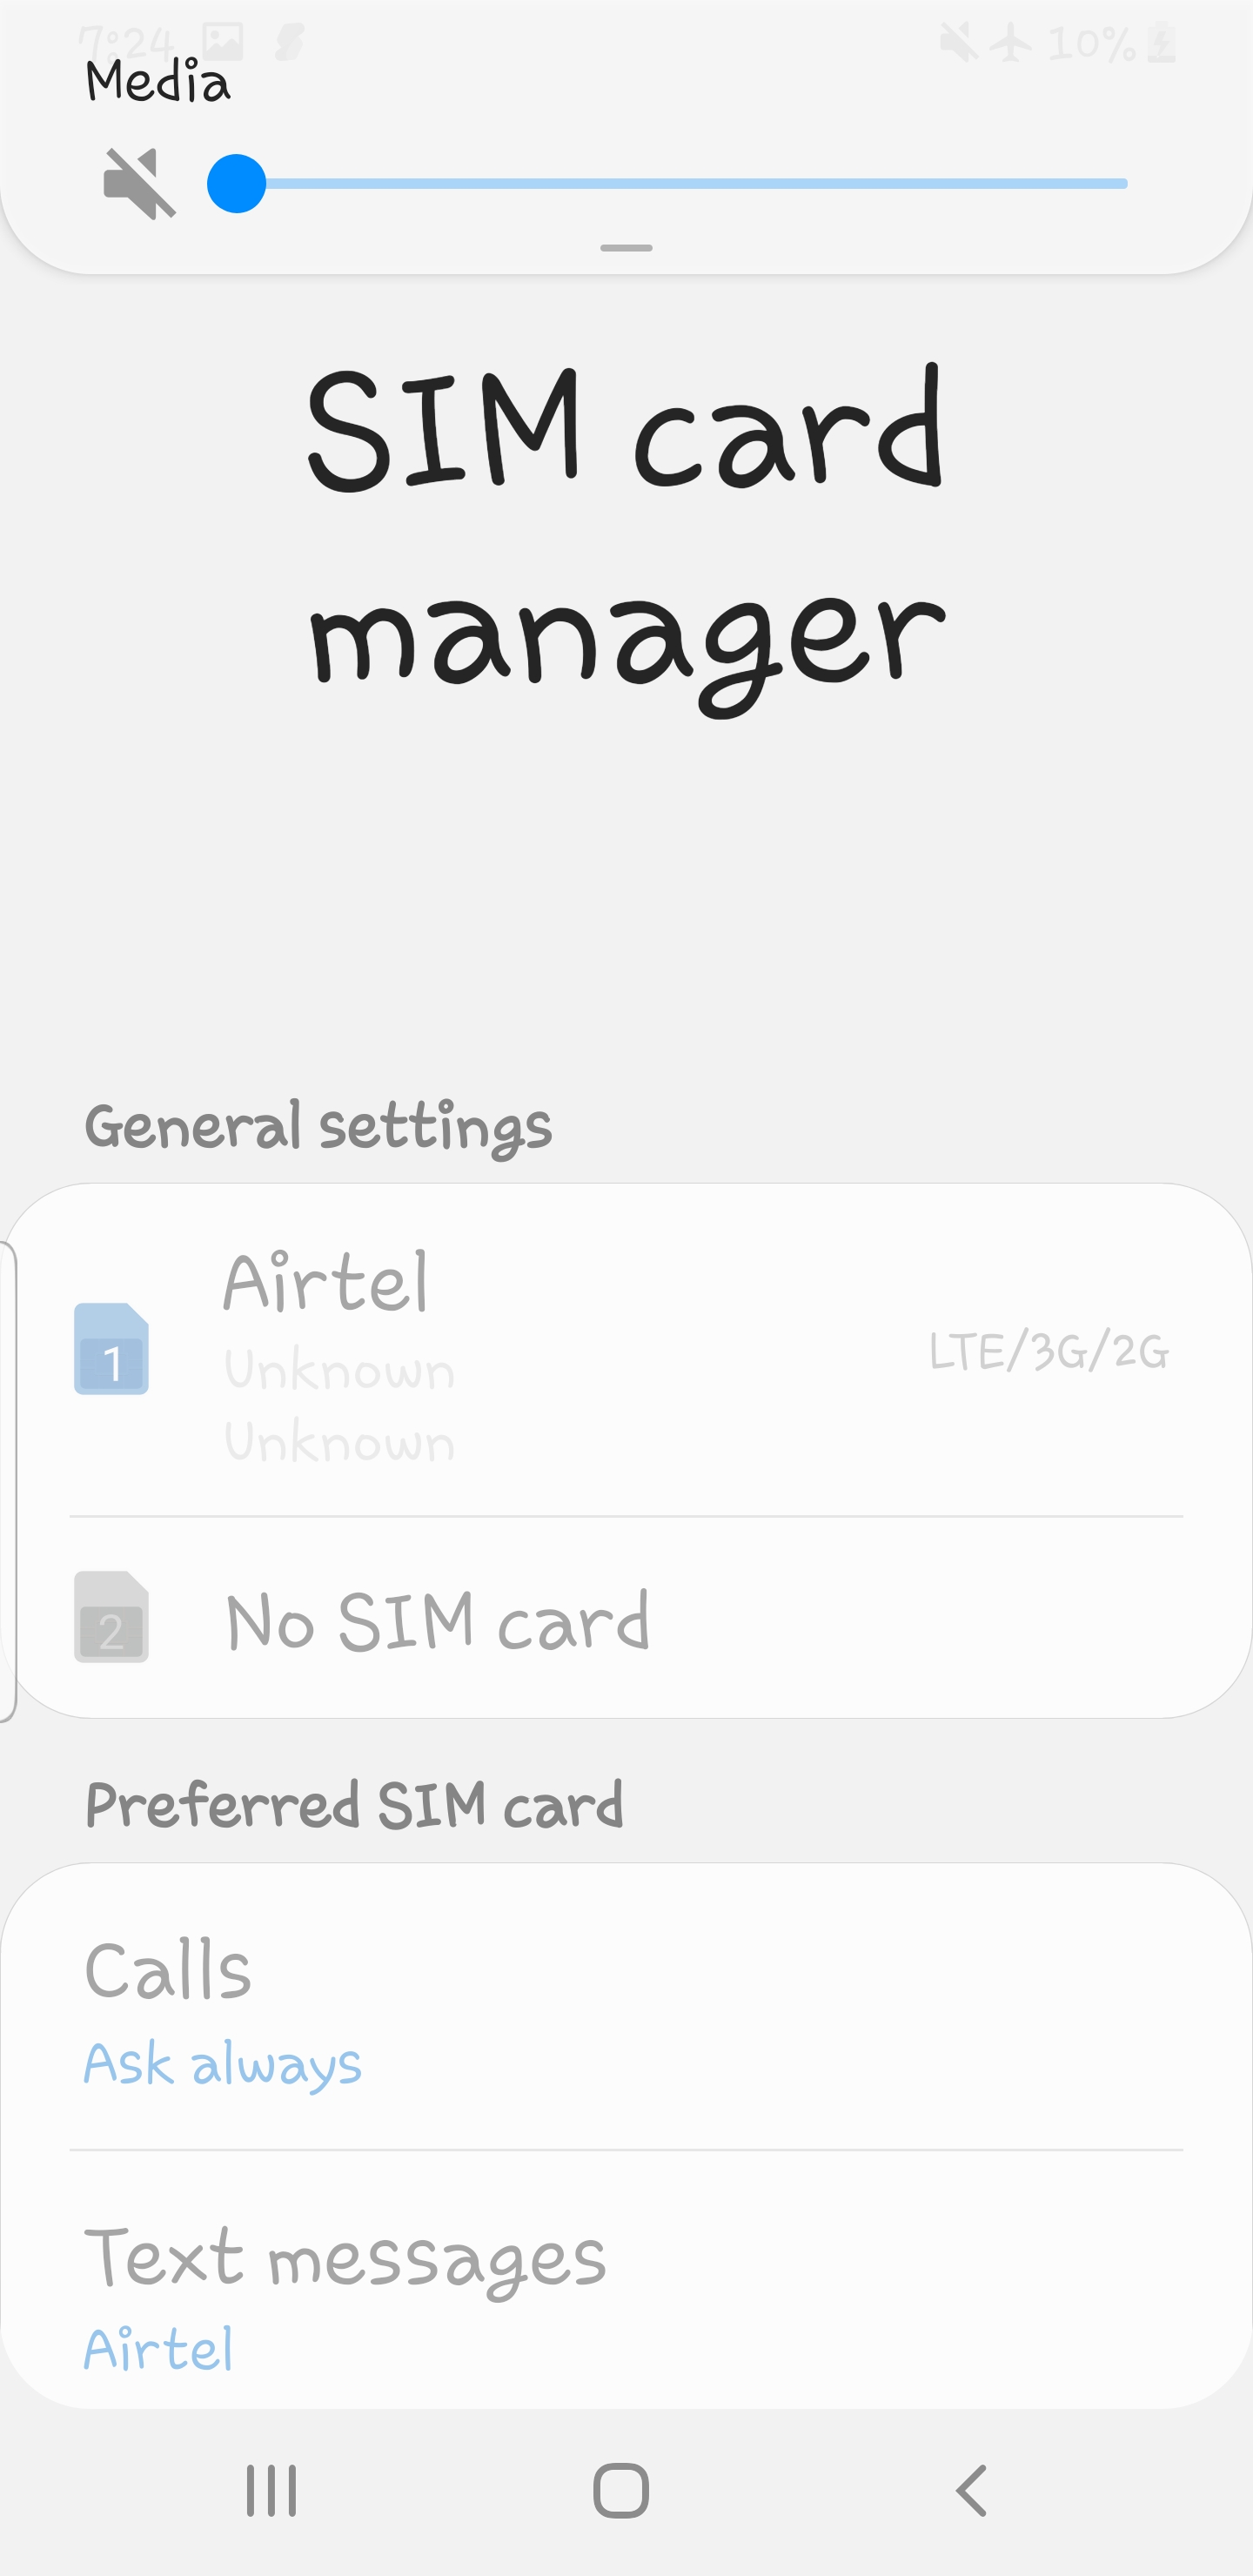 7:24
10%
Media
SIM card
manager
General settings
Airtel
1
Unknown
LTE/3G/2G
Unknown
2
No SIM card
Preferred SIM card
Calls
Ask always
Text messages
Airtel